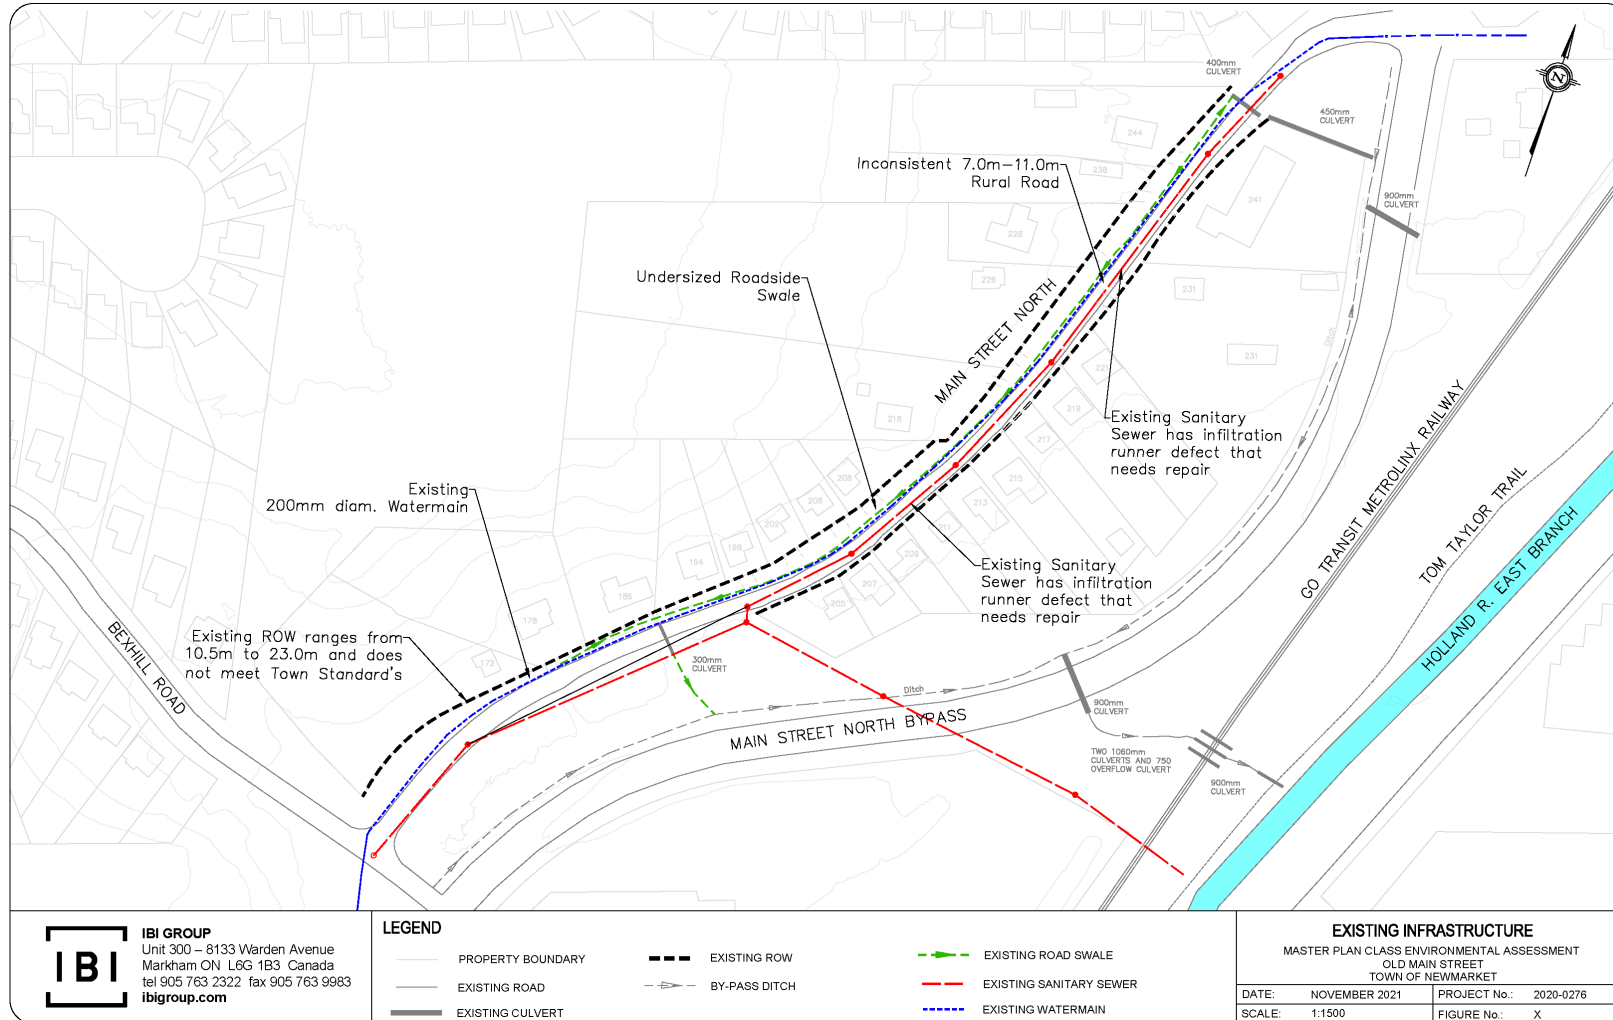 400mm
CULVERT
450mm
CULVERT
N
244
Inconsistent 7.0m–11.0m
Rural Road
238
900mm
CULVERT
241
228
Undersized Roadside
Swale
226
231
MAIN STREET NORTH
Ditch
231
221
219
218
Existing Sanitary
Sewer has infiltration
runner defect that
needs repair
217
GO TRANSIT METROLINX RAILWAY
TOM TAYLOR TRAIL
HOLLAND R. EAST BRANCH
208
215
Existing
200mm diam. Watermain
206
213
202
211
198
209
194
Existing Sanitary
Sewer has infiltration
runner defect that
needs repair
207
186
205
178
BEXHILL ROAD
Existing ROW ranges from
10.5m to 23.0m and does
not meet Town Standard's
172
300mm
CULVERT
Ditch
900mm
CULVERT
MAIN STREET NORTH BYPASS
TWO 1060mm
CULVERTS AND 750
OVERFLOW CULVERT
900mm
CULVERT
IBI
IBI GROUP
Unit 300 – 8133 Warden Avenue
Markham ON L6G 1B3 Canada
tel 905 763 2322 fax 905 763 9983
ibigroup.com
LEGEND
PROPERTY BOUNDARY
EXISTING ROAD
EXISTING CULVERT
EXISTING ROW
BY-PASS DITCH
EXISTING ROAD SWALE
EXISTING SANITARY SEWER
EXISTING WATERMAIN
EXISTING INFRASTRUCTURE
MASTER PLAN CLASS ENVIRONMENTAL ASSESSMENT
OLD MAIN STREET
TOWN OF NEWMARKET
DATE: NOVEMBER 2021 PROJECT No.: 2020-0276
SCALE: 1:1500 FIGURE No.: X